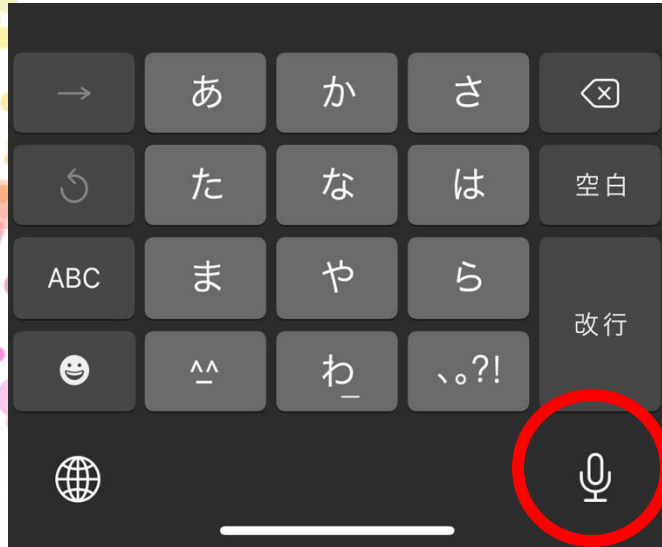 → あ か さ
た な は 空白
ABC ま や ら 改行
^_^ わ_ 、。?!